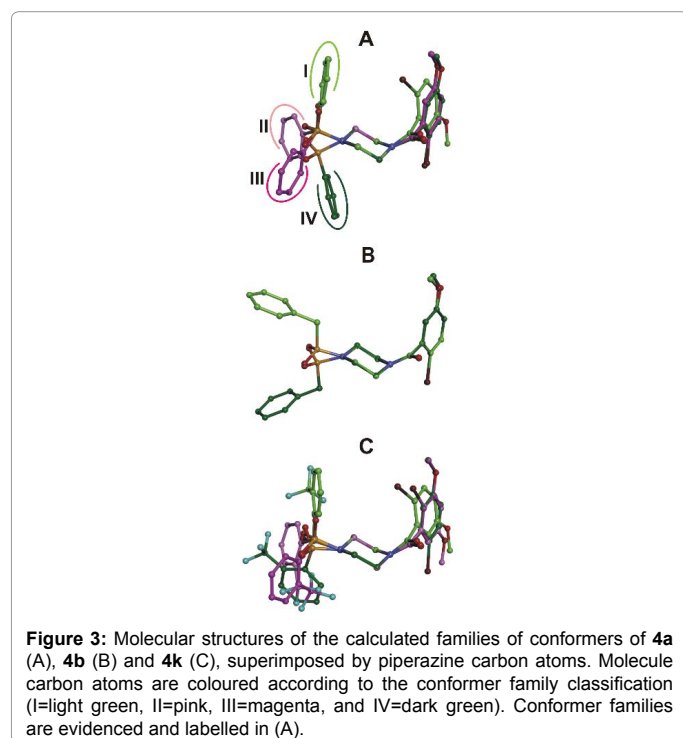 A
I
II
III
IV
B
C
Figure 3: Molecular structures of the calculated families of conformers of 4a
(A), 4b (B) and 4k (C), superimposed by piperazine carbon atoms. Molecule
carbon atoms are coloured according to the conformer family classification
(I=light green, II=pink, III=magenta, and IV=dark green). Conformer families
are evidenced and labelled in (A).